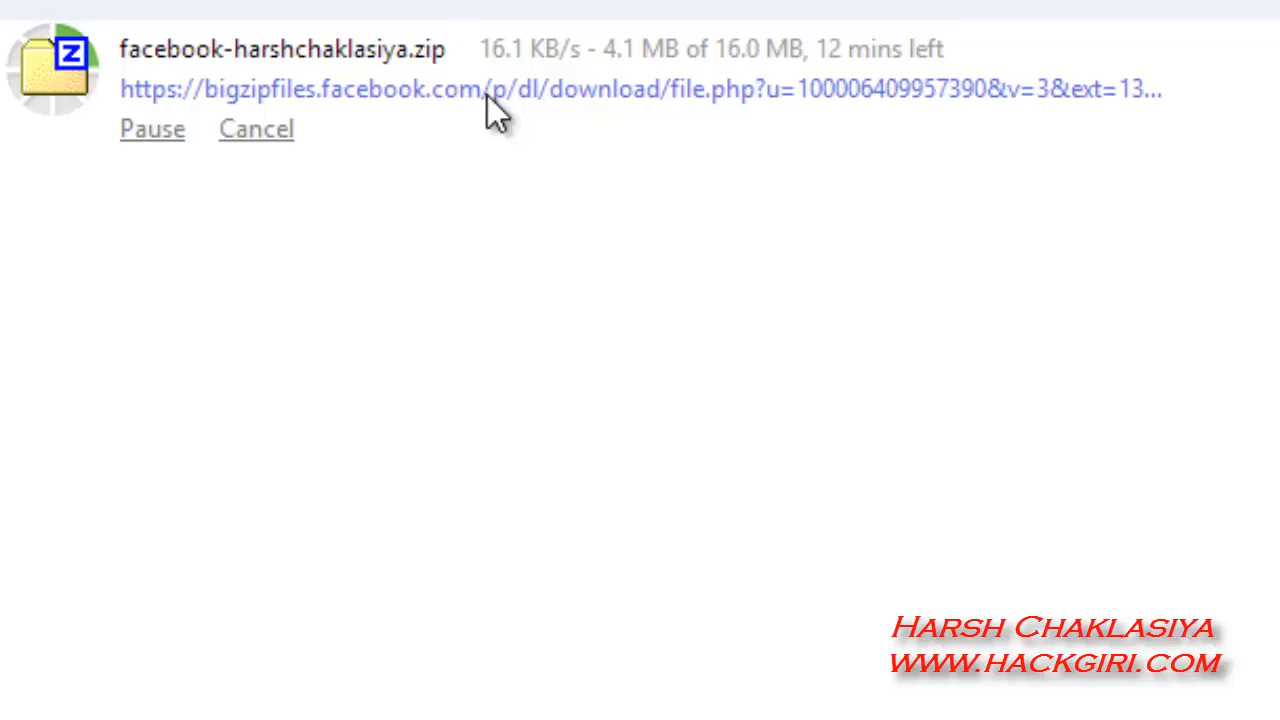 Z
facebook-harshchaklasiya.zip 16.1 KB/s - 4.1 MB of 16.0 MB, 12 mins left
https://bigzipfiles.facebook.com/p/dl/download/file.php?u=100006409957390&v=3&ext=13...
Pause Cancel
HARSH CHAKLASIYA
WWW.HACKGIRI.COM